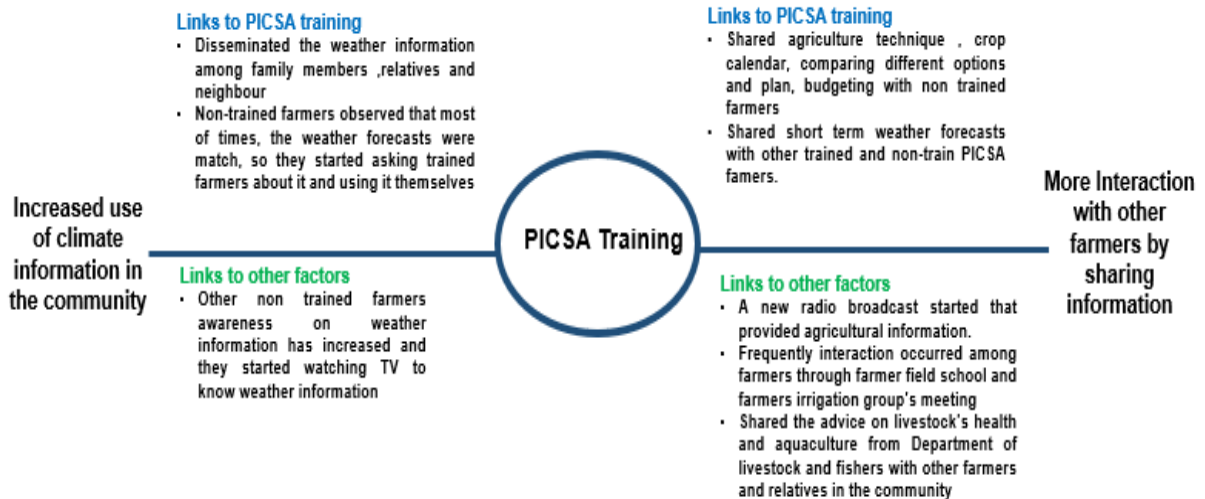 Links to PICSA training
• Disseminated the weather information
among family members ,relatives and
neighbour
• Non-trained farmers observed that most
of times, the weather forecasts were
match, so they started asking trained
farmers about it and using it themselves
Links to PICSA training
• Shared agriculture technique , crop
calendar, comparing different options
and plan, budgeting with non trained
farmers
• Shared short term weather forecasts
with other trained and non-train PICSA
famers.
Increased use
of climate
information in
the community
PICSA Training
More Interaction
with other
farmers by
sharing
information
Links to other factors
• Other non trained farmers
awareness on weather
information has increased and
they started watching TV to
know weather information
Links to other factors
• A new radio broadcast started that
provided agricultural information.
• Frequently interaction occurred among
farmers through farmer field school and
farmers irrigation group's meeting
• Shared the advice on livestock's health
and aquaculture from Department of
livestock and fishers with other farmers
and relatives in the community